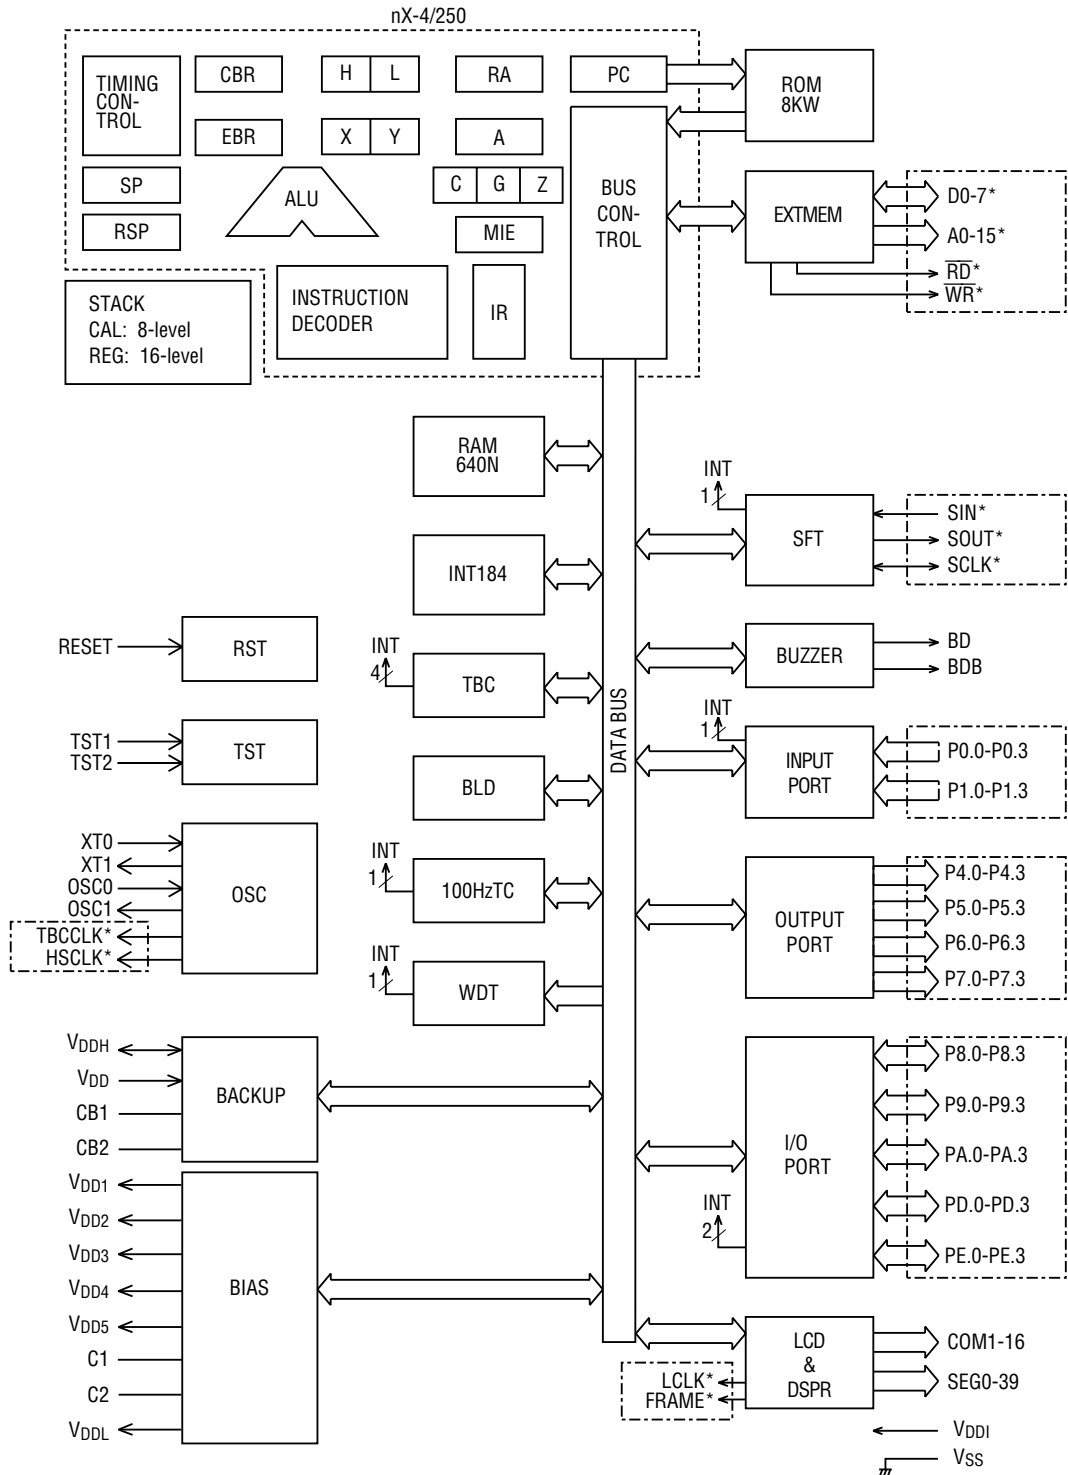 nX-4/250
TIMING
CON-
TROL
CBR
H
L
RA
PC
ROM
8KW
EBR
X
Y
A
SP
ALU
C
G
Z
BUS
CON-
TROL
EXTMEM
D0-7*
A0-15*
RD*
WR*
RSP
MIE
STACK
CAL: 8-level
REG: 16-level
INSTRUCTION
DECODER
IR
RAM
640N
INT
1
SFT
SIN*
SOUT*
SCLK*
INT184
RESET
RST
INT
4
TBC
DATA BUS
BUZZER
BD
BDB
TST1
TST2
TST
BLD
INT
1
INPUT
PORT
P0.0-P0.3
P1.0-P1.3
XT0
XT1
OSC0
OSC1
TBCCLK*
HSCLK*
OSC
INT
1
100HzTC
OUTPUT
PORT
P4.0-P4.3
P5.0-P5.3
P6.0-P6.3
P7.0-P7.3
INT
1
WDT
VDDH
VDD
CB1
CB2
BACKUP
I/O
PORT
P8.0-P8.3
P9.0-P9.3
PA.0-PA.3
PD.0-PD.3
PE.0-PE.3
INT
2
VDD1
VDD2
VDD3
VDD4
VDD5
C1
C2
VDDL
BIAS
LCD
&
DSPR
COM1-16
SEG0-39
LCLK*
FRAME*
VDDI
VSS